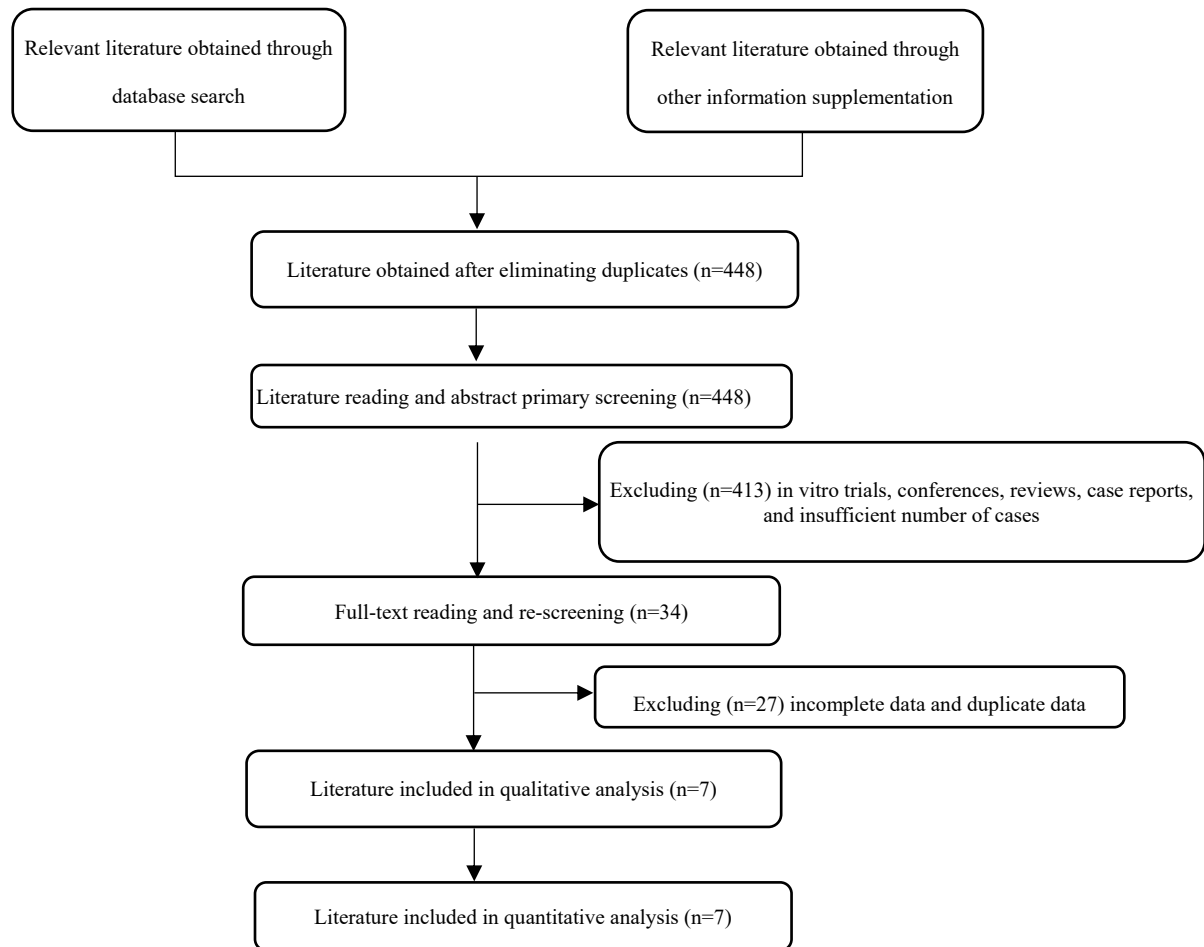 Relevant literature obtained through
database search
Relevant literature obtained through
other information supplementation
Literature obtained after eliminating duplicates (n=448)
Literature reading and abstract primary screening (n=448)
Excluding (n=413) in vitro trials, conferences, reviews, case reports,
and insufficient number of cases
Full-text reading and re-screening (n=34)
Excluding (n=27) incomplete data and duplicate data
Literature included in qualitative analysis (n=7)
Literature included in quantitative analysis (n=7)